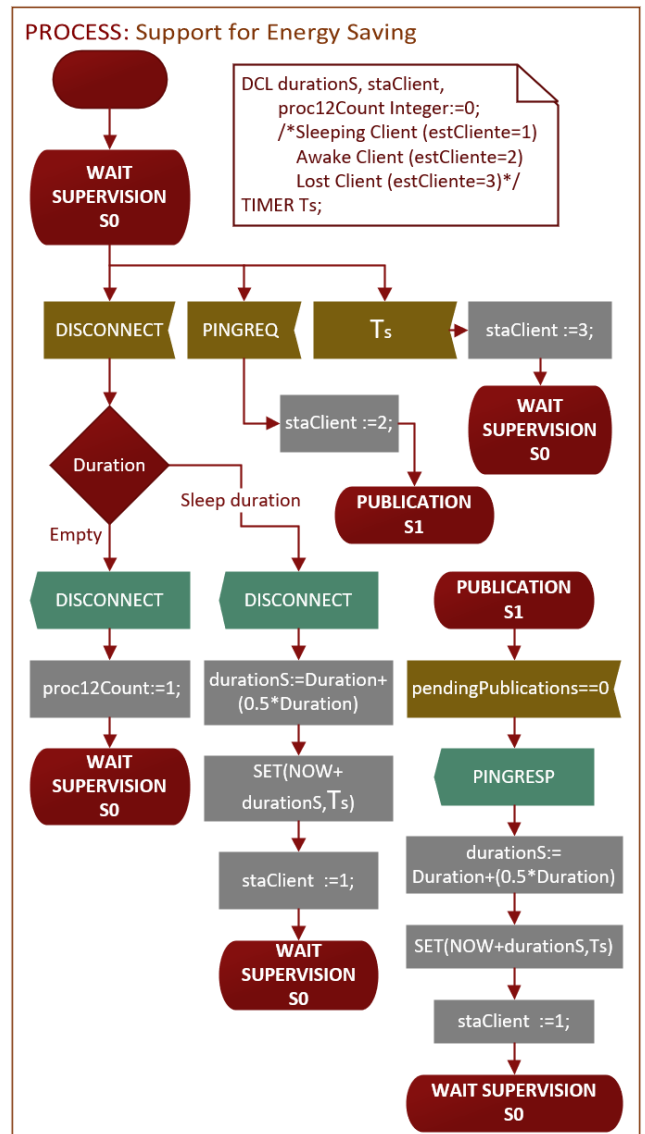 PROCESS: Support for Energy Saving
DCL durationS, staClient,
proc12Count Integer:=0;
/*Sleeping Client (estCliente=1)
Awake Client (estCliente=2)
Lost Client (estCliente=3)*/
TIMER Ts;
WAIT
SUPERVISION
S0
DISCONNECT
PINGREQ
Ts
staClient :=3;
WAIT
SUPERVISION
S0
staClient :=2;
PUBLICATION
S1
Duration
Sleep duration
Empty
DISCONNECT
proc12Count:=1;
WAIT
SUPERVISION
S0
DISCONNECT
durationS:=Duration+
(0.5*Duration)
SET(NOW+
durationS,Ts)
staClient :=1;
WAIT
SUPERVISION
S0
PUBLICATION
S1
pendingPublications==0
PINGRESP
durationS:=
Duration+(0.5*Duration)
SET(NOW+durationS,Ts)
staClient :=1;
WAIT SUPERVISION
S0